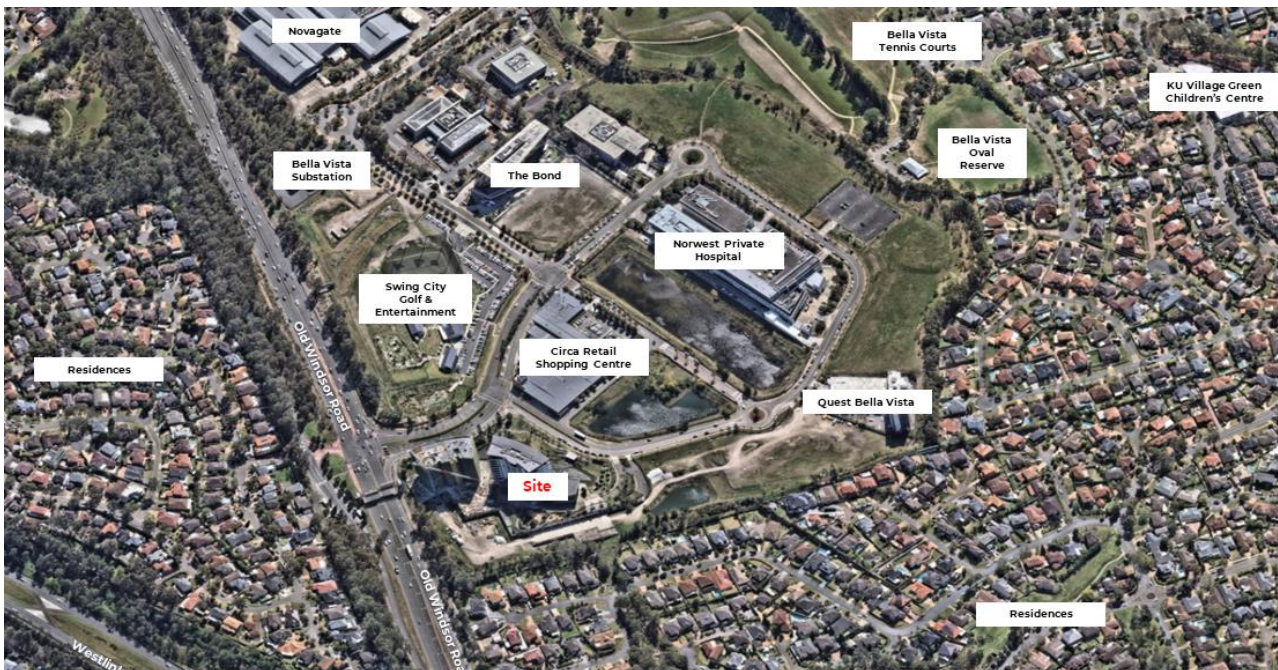 Novagate
Bella Vista
Tennis Courts
KU Village Green
Children's Centre
Bella Vista
Oval
Reserve
Bella Vista
Substation
The Bond
Norwest Private
Hospital
Swing City
Golf &
Entertainment
Old Windsor Road
Circa Retail
Shopping Centre
Residences
Quest Bella Vista
Site
Old Windsor Roa
Residences
Westlink